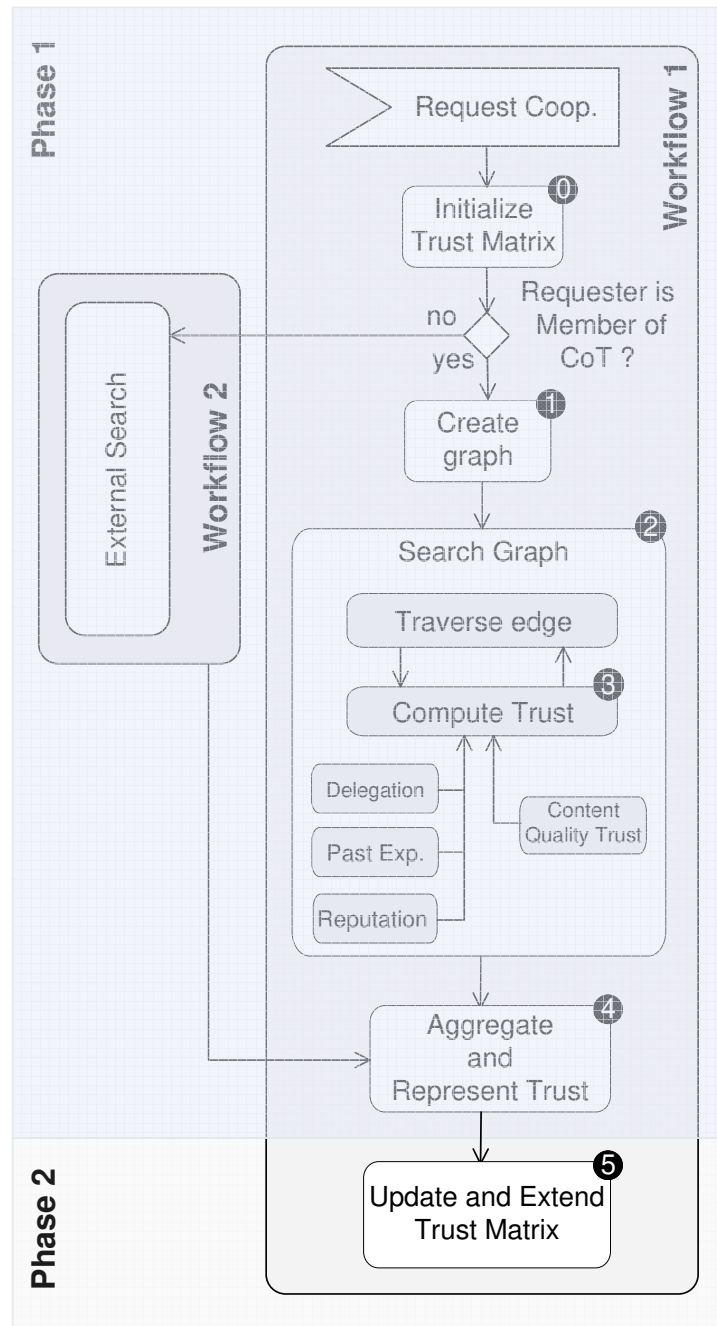 Phase 1
Workflow 1
Request Coop.
0
Initialize
Trust Matrix
Requester is
Member of
CoT ?
no
yes
Workflow 2
External Search
1
Create
graph
2
Search Graph
Traverse edge
3
Compute Trust
Delegation
Past Exp.
Reputation
Content
Quality Trust
4
Aggregate
and
Represent Trust
Phase 2
5
Update and Extend
Trust Matrix